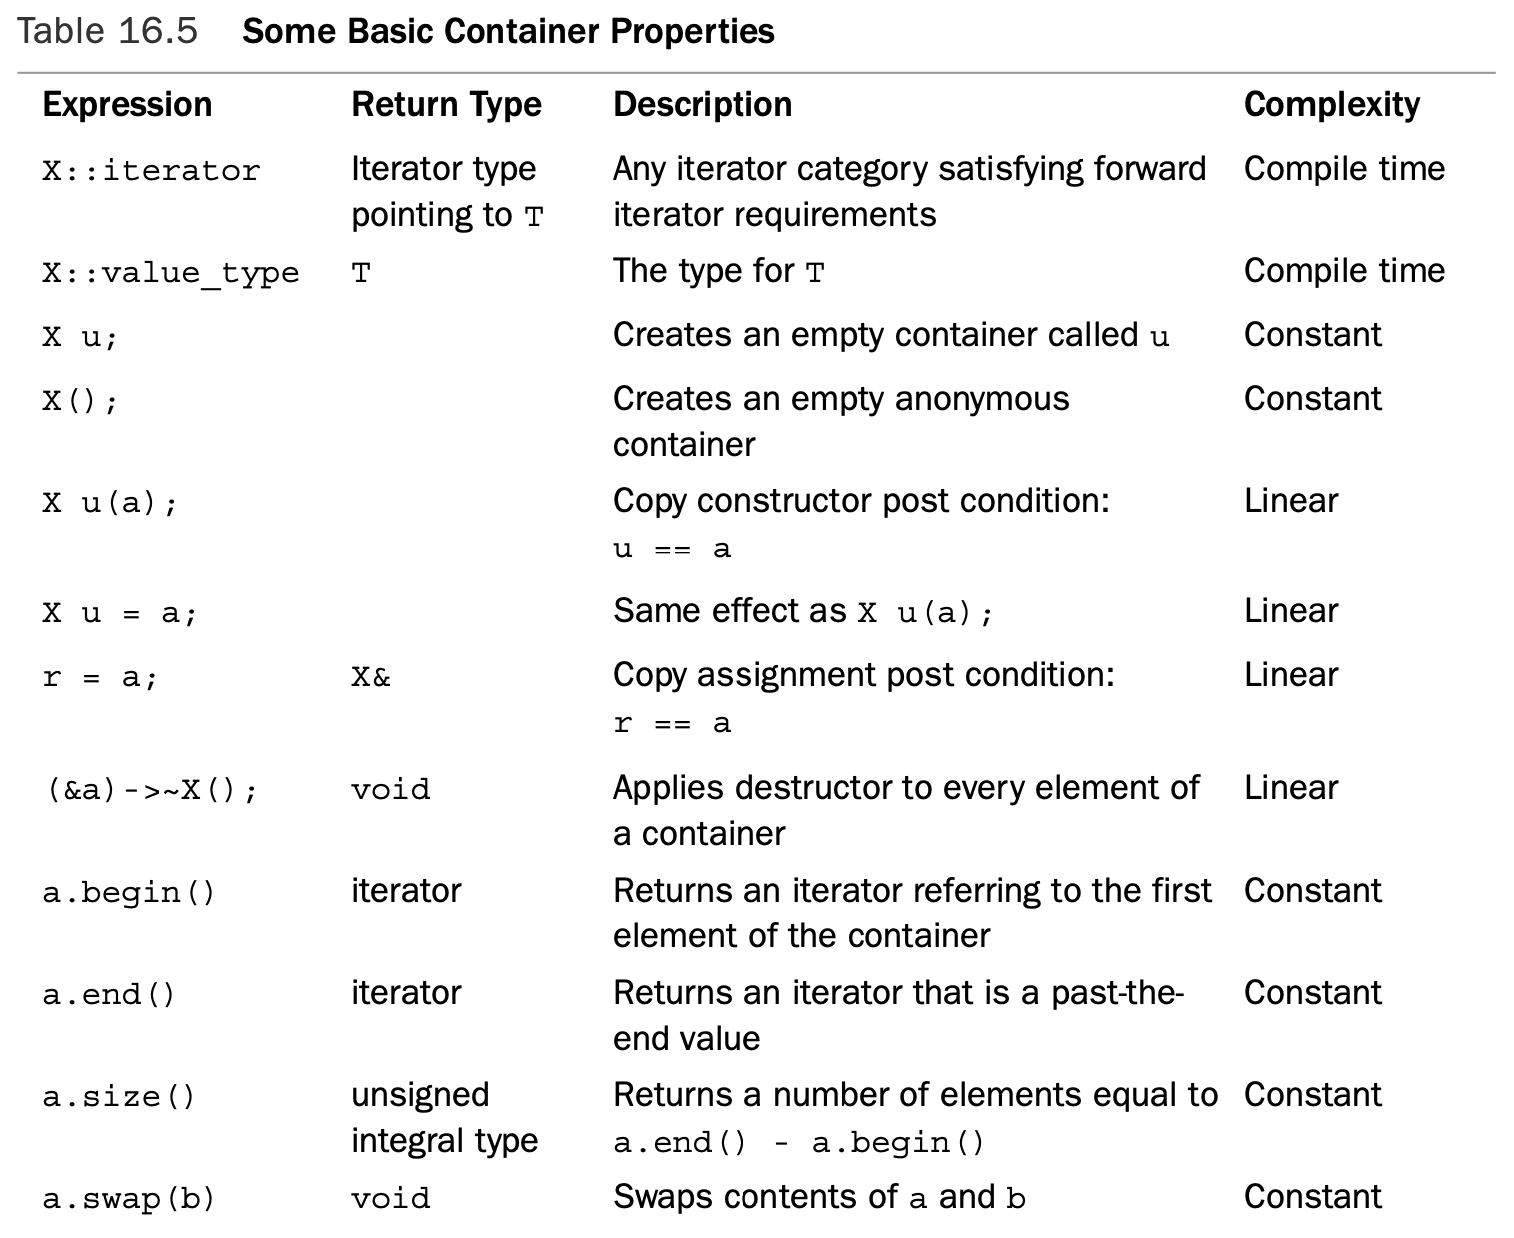 Table 16.5 Some Basic Container Properties
Expression Return Type Description Complexity
X::iterator Iterator type Any iterator category satisfying forward Compile time
pointing to T iterator requirements
X::value_type T The type for T Compile time
X u; Creates an empty container called u Constant
X(); Creates an empty anonymous Constant
container
X u(a); Copy constructor post condition: Linear
u == a
X u = a; Same effect as X u(a); Linear
r = a; X& Copy assignment post condition: Linear
r == a
(&a)->~X(); void Applies destructor to every element of Linear
a container
a.begin() iterator Returns an iterator referring to the first Constant
element of the container
a.end() iterator Returns an iterator that is a past-the- Constant
end value
a.size() unsigned Returns a number of elements equal to Constant
integral type a.end() - a.begin()
a.swap(b) void Swaps contents of a and b Constant